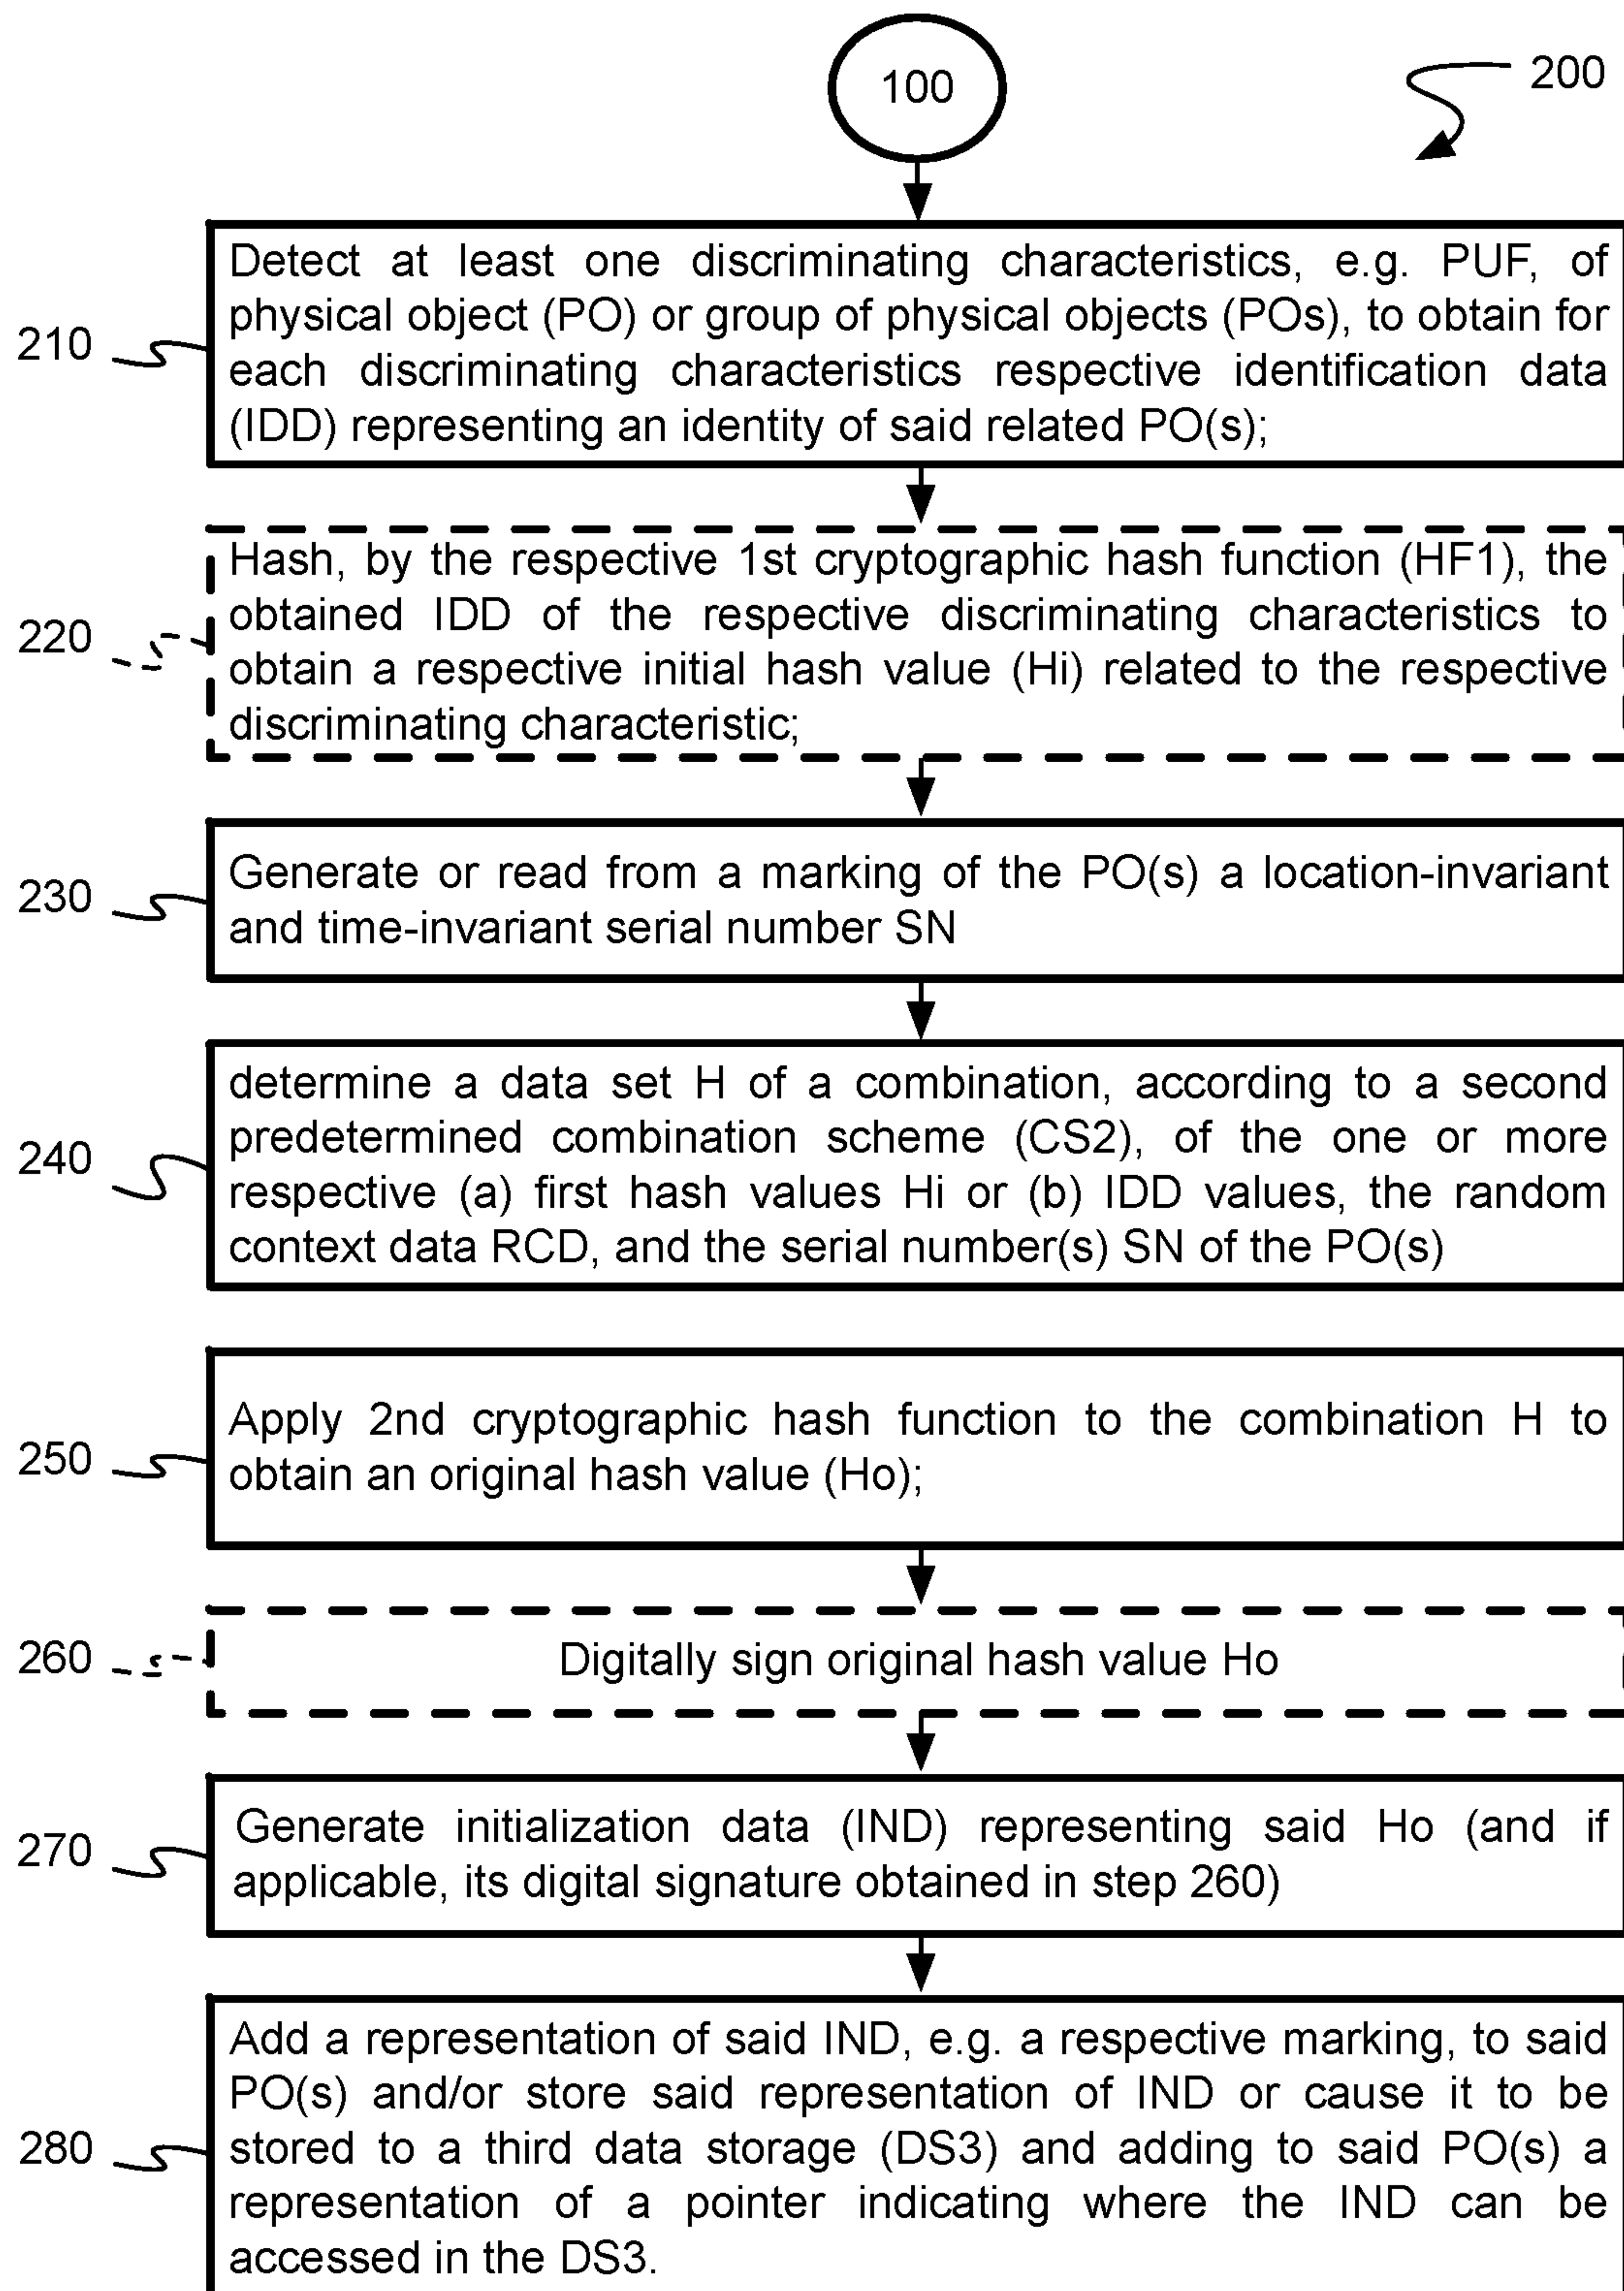 100
200
210
Detect at least one discriminating characteristics, e.g. PUF, of
physical object (PO) or group of physical objects (POs), to obtain for
each discriminating characteristics respective identification data
(IDD) representing an identity of said related PO(s);
220
Hash, by the respective 1st cryptographic hash function (HF1), the
obtained IDD of the respective discriminating characteristics to
obtain a respective initial hash value (Hi) related to the respective
discriminating characteristic;
230
Generate or read from a marking of the PO(s) a location-invariant
and time-invariant serial number SN
240
determine a data set H of a combination, according to a second
predetermined combination scheme (CS2), of the one or more
respective (a) first hash values Hi or (b) IDD values, the random
context data RCD, and the serial number(s) SN of the PO(s)
250
Apply 2nd cryptographic hash function to the combination H to
obtain an original hash value (Ho);
260
Digitally sign original hash value Ho
270
Generate initialization data (IND) representing said Ho (and if
applicable, its digital signature obtained in step 260)
280
Add a representation of said IND, e.g. a respective marking, to said
PO(s) and/or store said representation of IND or cause it to be
stored to a third data storage (DS3) and adding to said PO(s) a
representation of a pointer indicating where the IND can be
accessed in the DS3.